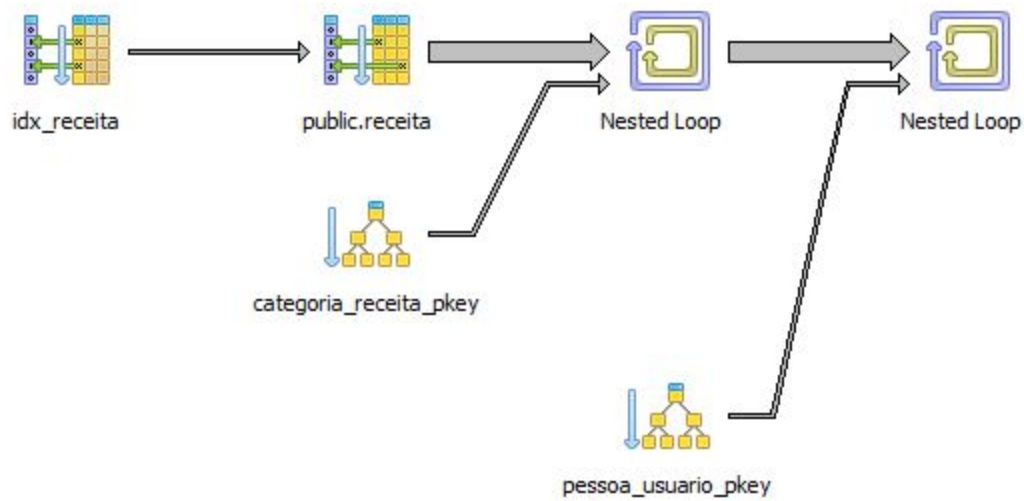 idx_receita
public.receita
Nested Loop
Nested Loop
categoria_receita_pkey
pessoa_usuario_pkey